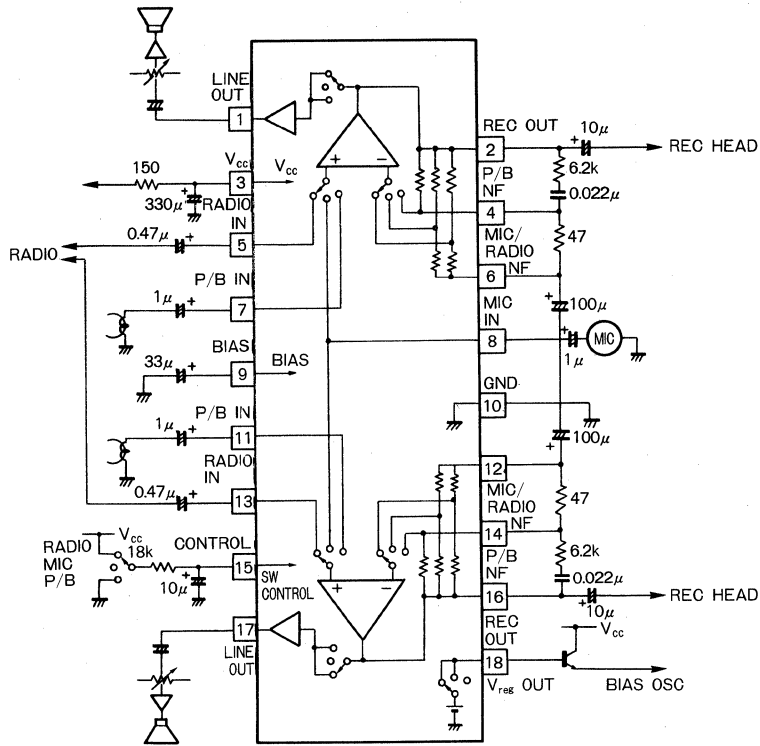 LINE OUT
1
REC OUT
2
10μ
+
REC HEAD
6.2k
0.022μ
150
Vcc
3
Vcc
330μ
+
RADIO IN
P/B NF
4
0.47μ
+
5
RADIO
47
MIC/ RADIO NF
6
P/B IN
1μ
+
7
100μ
+
MIC IN
8
+
1μ
MIC
BIAS
33μ
+
9
BIAS
GND
10
P/B IN
1μ
+
11
100μ
+
RADIO IN
0.47μ
+
13
12
MIC/ RADIO NF
47
14
P/B NF
6.2k
0.022μ
Vcc
RADIO
MIC
P/B
18k
CONTROL
15
10μ
+
SW CONTROL
+
−
+
−
16
+
10μ
REC HEAD
REC OUT
17
LINE OUT
18
Vreg OUT
Vcc
BIAS OSC